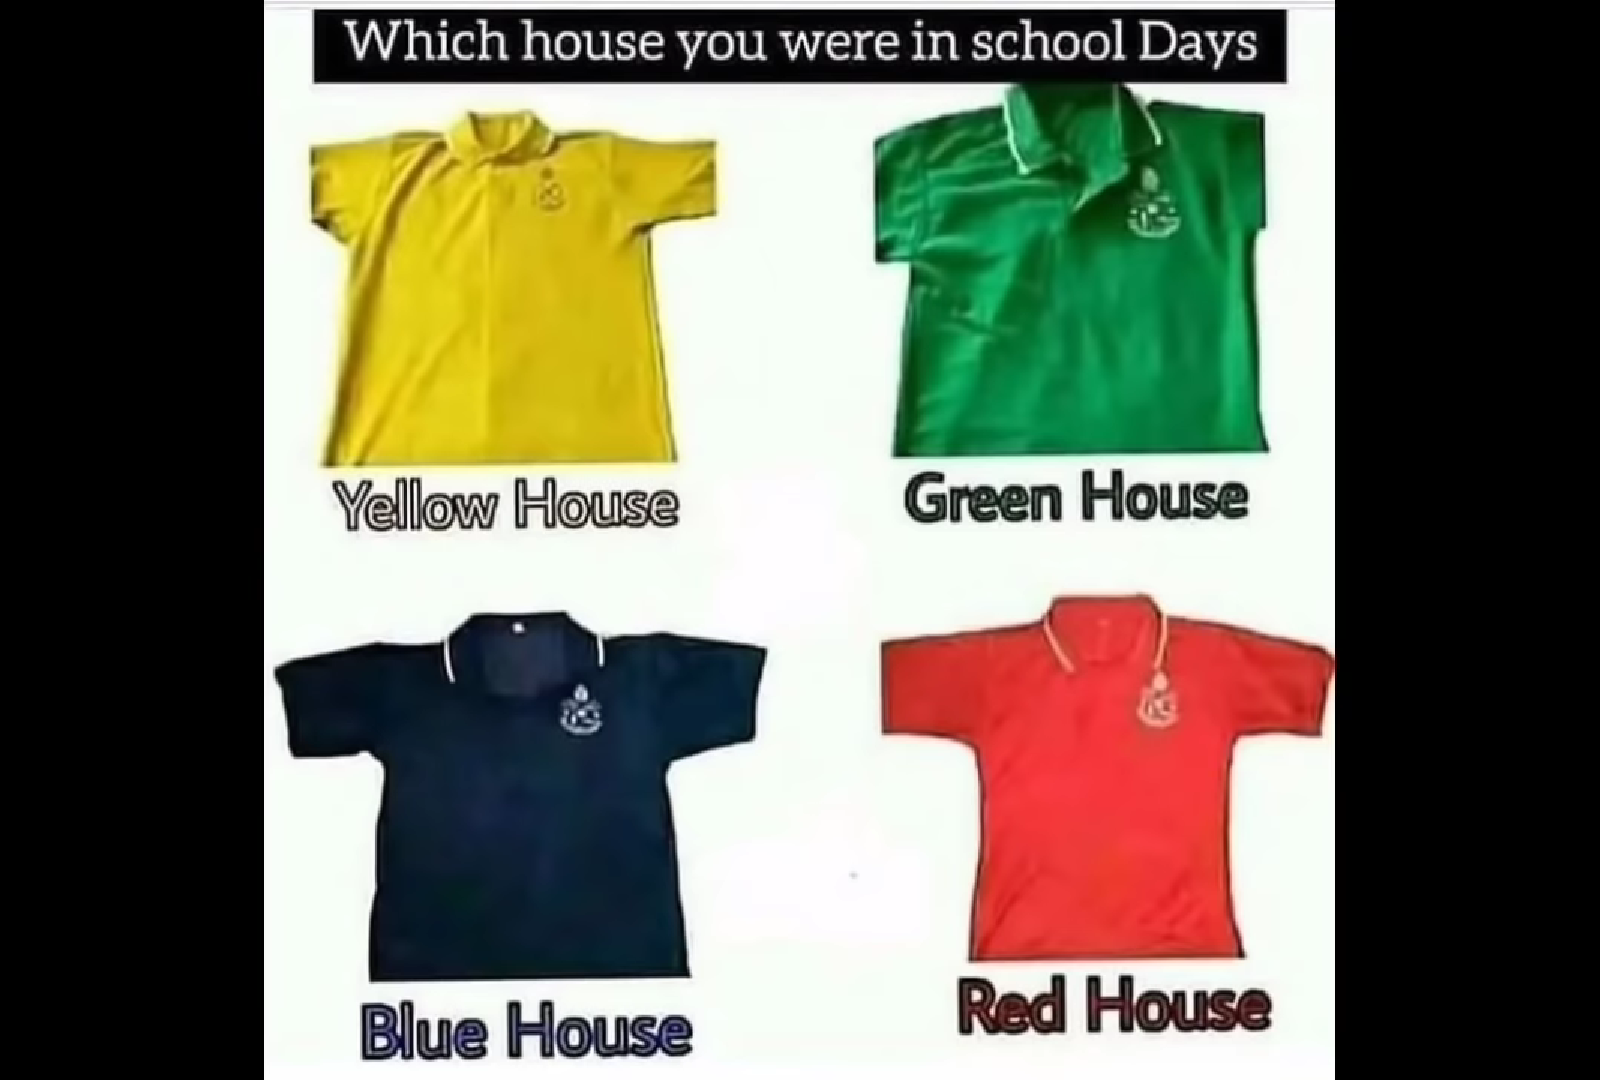 Which house you were in school Days
Yellow House
Green House
Blue House
Red House